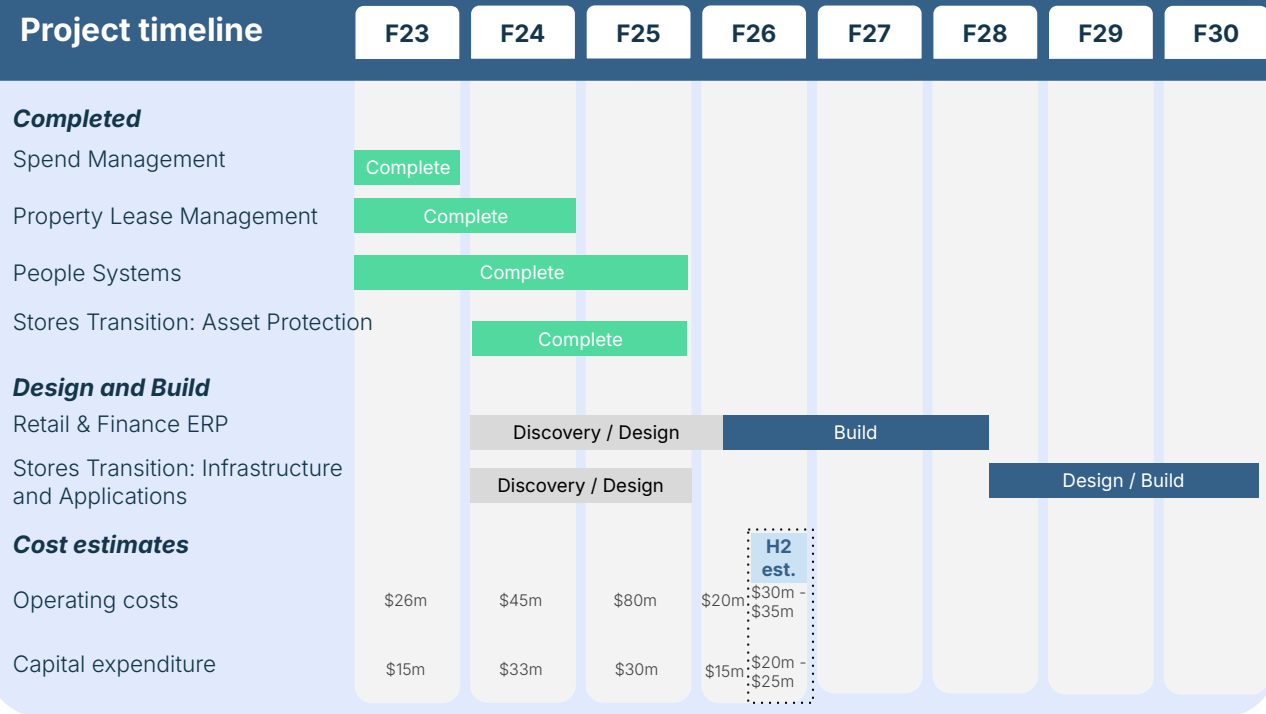 Project timeline
F23
F24
F25
F26
F27
F28
F29
F30
Completed
Spend Management
Complete
Property Lease Management
Complete
People Systems
Complete
Stores Transition: Asset Protection
Complete
Design and Build
Retail & Finance ERP
Discovery / Design
Build
Stores Transition: Infrastructure
and Applications
Discovery / Design
Design / Build
Cost estimates
H2
est.
Operating costs
$26m
$45m
$80m
$20m
$30m -
$35m
Capital expenditure
$15m
$33m
$30m
$15m
$20m -
$25m